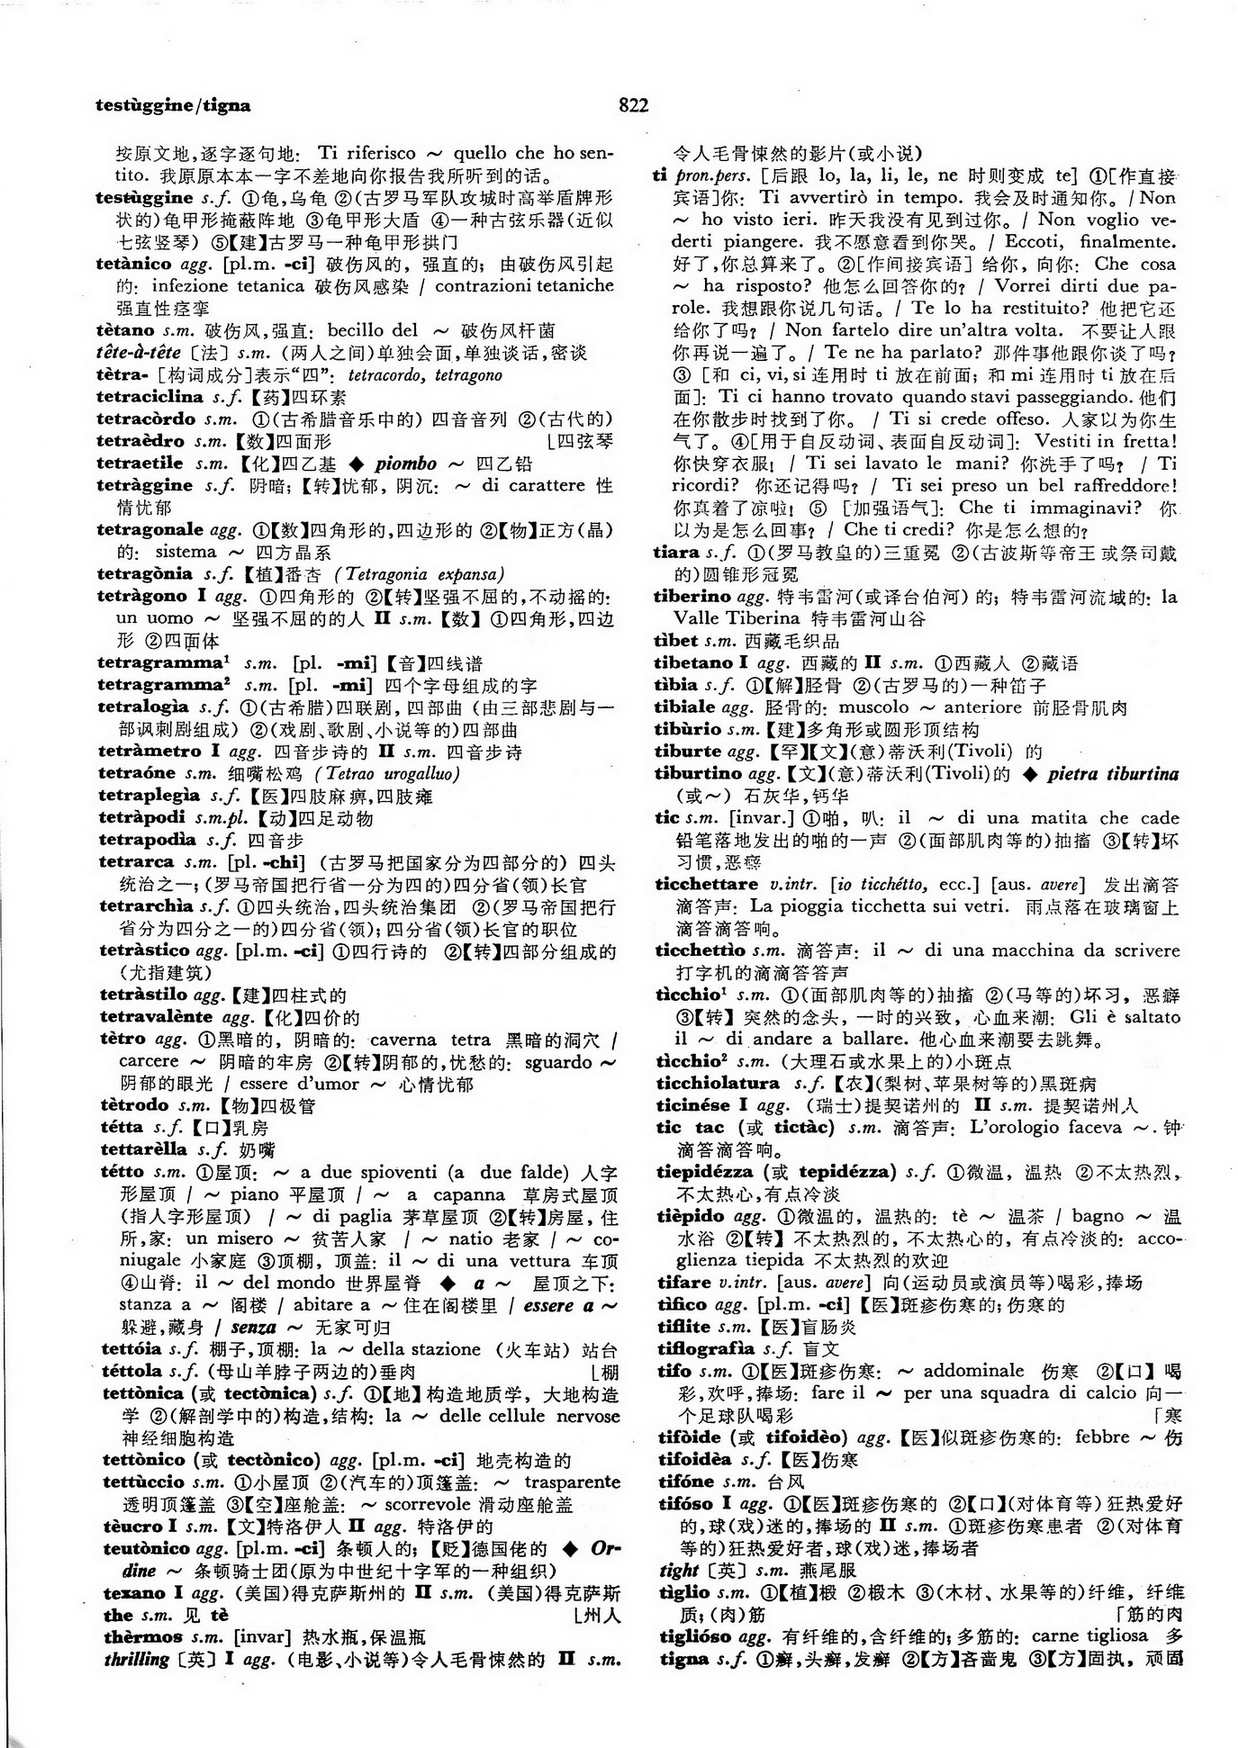 testùggine/tigna
822
按原文地,逐字逐句地: Ti riferisco ～ quello che ho sen-
tito. 我原原本本一字不差地向你报告我所听到的话。
testùggine s.f. ①龟,乌龟 ②(古罗马军队攻城时高举盾牌形
状的)龟甲形掩蔽阵地 ③龟甲形大盾 ④一种古弦乐器(近似
七弦竖琴) ⑤【建】古罗马一种龟甲形拱门
tetànico agg. [pl.m. -ci] 破伤风的, 强直的; 由破伤风引起
的: infezione tetanica 破伤风感染 / contrazioni tetaniche
强直性痉挛
tètano s.m. 破伤风,强直: becillo del ～ 破伤风杆菌
tête-à-tête〔法〕s.m. (两人之间)单独会面,单独谈话,密谈
tètra- [构词成分]表示“四”: tetracordo, tetragono
tetraciclina s.f.【药】四环素
tetracòrdo s.m. ①(古希腊音乐中的) 四音音列 ②(古代的)
tetraèdro s.m.【数】四面形 ⌊四弦琴
tetraetile s.m.【化】四乙基 ◆ piombo ～ 四乙铅
tetràggine s.f. 阴暗;【转】忧郁, 阴沉: ～ di carattere 性
情忧郁
tetragonale agg. ①【数】四角形的,四边形的 ②【物】正方(晶)
的: sistema ～ 四方晶系
tetragònia s.f.【植】番杏 (Tetragonia expansa)
tetràgono I agg. ①四角形的 ②【转】坚强不屈的,不动摇的:
un uomo ～ 坚强不屈的的人 II s.m.【数】①四角形,四边
形 ②四面体
tetragramma¹ s.m. [pl. -mi]【音】四线谱
tetragramma² s.m. [pl. -mi] 四个字母组成的字
tetralogìa s.f. ①(古希腊)四联剧, 四部曲 (由三部悲剧与一
部讽刺剧组成) ②(戏剧、歌剧、小说等的)四部曲
tetràmetro I agg. 四音步诗的 II s.m. 四音步诗
tetraóne s.m. 细嘴松鸡 (Tetrao urogalluo)
tetraplegìa s.f.【医】四肢麻痹,四肢瘫
tetràpodi s.m.pl.【动】四足动物
tetrapodìa s.f. 四音步
tetrarca s.m. [pl. -chi] (古罗马把国家分为四部分的) 四头
统治之一; (罗马帝国把行省一分为四的)四分省(领)长官
tetrarchìa s.f. ①四头统治,四头统治集团 ②(罗马帝国把行
省分为四分之一的)四分省(领); 四分省(领)长官的职位
tetràstico agg. [pl.m. -ci] ①四行诗的 ②【转】四部分组成的
(尤指建筑)
tetràstilo agg.【建】四柱式的
tetravalènte agg.【化】四价的
tètro agg. ①黑暗的, 阴暗的: caverna tetra 黑暗的洞穴 /
carcere ～ 阴暗的牢房 ②【转】阴郁的,忧愁的: sguardo ～
阴郁的眼光 / essere d'umor ～ 心情忧郁
tètrodo s.m.【物】四极管
tétta s.f.【口】乳房
tettarèlla s.f. 奶嘴
tétto s.m. ①屋顶: ～ a due spioventi (a due falde) 人字
形屋顶 / ～ piano 平屋顶 / ～ a capanna 草房式屋顶
(指人字形屋顶) / ～ di paglia 茅草屋顶 ②【转】房屋, 住
所,家: un misero ～ 贫苦人家 / ～ natio 老家 / ～ co-
niugale 小家庭 ③顶棚, 顶盖: il ～ di una vettura 车顶
④山脊: il ～ del mondo 世界屋脊 ◆ a ～ 屋顶之下:
stanza a ～ 阁楼 / abitare a ～住在阁楼里 / essere a ～
躲避,藏身 / senza ～ 无家可归
tettóia s.f. 棚子,顶棚: la ～ della stazione (火车站) 站台
téttola s.f. (母山羊脖子两边的)垂肉 ⌊棚
tettònica (或 tectònica) s.f. ①【地】构造地质学, 大地构造
学 ②(解剖学中的)构造,结构: la ～ delle cellule nervose
神经细胞构造
tettònico (或 tectònico) agg. [pl.m. -ci] 地壳构造的
tettùccio s.m. ①小屋顶 ②(汽车的)顶篷盖: ～ trasparente
透明顶篷盖 ③【空】座舱盖: ～ scorrevole 滑动座舱盖
tèucro I s.m.【文】特洛伊人 II agg. 特洛伊的
teutònico agg. [pl.m. -ci] 条顿人的;【贬】德国佬的 ◆ Or-
dine ～ 条顿骑士团(原为中世纪十字军的一种组织)
texano I agg. (美国)得克萨斯州的 II s.m. (美国)得克萨斯
the s.m. 见 tè ⌊州人
thèrmos s.m. [invar] 热水瓶,保温瓶
thrilling〔英〕I agg. (电影、小说等)令人毛骨悚然的 II s.m.
令人毛骨悚然的影片(或小说)
ti pron.pers. [后跟 lo, la, li, le, ne 时则变成 te] ①[作直接
宾语]你: Ti avvertirò in tempo. 我会及时通知你。/ Non
～ ho visto ieri. 昨天我没有见到过你。/ Non voglio ve-
derti piangere. 我不愿意看到你哭。/ Eccoti, finalmente.
好了,你总算来了。②[作间接宾语] 给你, 向你: Che cosa
～ ha risposto? 他怎么回答你的? / Vorrei dirti due pa-
role. 我想跟你说几句话。/ Te lo ha restituito? 他把它还
给你了吗? / Non fartelo dire un'altra volta. 不要让人跟
你再说一遍了。/ Te ne ha parlato? 那件事他跟你谈了吗?
③ [和 ci, vi, si 连用时 ti 放在前面; 和 mi 连用时 ti 放在后
面]: Ti ci hanno trovato quando stavi passeggiando. 他们
在你散步时找到了你。 / Ti si crede offeso. 人家以为你生
气了。④[用于自反动词、表面自反动词]: Vestiti in fretta!
你快穿衣服! / Ti sei lavato le mani? 你洗手了吗? / Ti
ricordi? 你还记得吗? / Ti sei preso un bel raffreddore!
你真着了凉啦! ⑤ [加强语气]: Che ti immaginavi? 你
以为是怎么回事? / Che ti credi? 你是怎么想的?
tiara s.f. ①(罗马教皇的)三重冕 ②(古波斯等帝王或祭司戴
的)圆锥形冠冕
tiberino agg. 特韦雷河(或译台伯河) 的; 特韦雷河流域的: la
Valle Tiberina 特韦雷河山谷
tìbet s.m. 西藏毛织品
tibetano I agg. 西藏的 II s.m. ①西藏人 ②藏语
tìbia s.f. ①【解】胫骨 ②(古罗马的)一种笛子
tibiale agg. 胫骨的: muscolo ～ anteriore 前胫骨肌肉
tibùrio s.m.【建】多角形或圆形顶结构
tiburte agg.【罕】【文】(意)蒂沃利(Tivoli) 的
tiburtino agg.【文】(意)蒂沃利(Tivoli)的 ◆ pietra tiburtina
(或～) 石灰华,钙华
tic s.m. [invar.] ①啪, 叭: il ～ di una matita che cade
铅笔落地发出的啪的一声 ②(面部肌肉等的)抽搐 ③【转】坏
习惯,恶癖
ticchettare v.intr. [io ticchétto, ecc.] [aus. avere] 发出滴答
滴答声: La pioggia ticchetta sui vetri. 雨点落在玻璃窗上
滴答滴答响。
ticchettìo s.m. 滴答声: il ～ di una macchina da scrivere
打字机的滴滴答答声
tìcchio¹ s.m. ①(面部肌肉等的)抽搐 ②(马等的)坏习, 恶癖
③【转】突然的念头, 一时的兴致, 心血来潮: Gli è saltato
il ～ di andare a ballare. 他心血来潮要去跳舞。
tìcchio² s.m. (大理石或水果上的)小斑点
ticchiolatura s.f.【农】(梨树、苹果树等的)黑斑病
ticinése I agg. (瑞士)提契诺州的 II s.m. 提契诺州人
tic tac (或 tictàc) s.m. 滴答声: L'orologio faceva ～. 钟
滴答滴答响。
tiepidézza (或 tepidézza) s.f. ①微温, 温热 ②不太热烈,
不太热心,有点冷淡
tièpido agg. ①微温的, 温热的: tè ～ 温茶 / bagno ～ 温
水浴 ②【转】不太热烈的, 不太热心的, 有点冷淡的: acco-
glienza tiepida 不太热烈的欢迎
tifare v.intr. [aus. avere] 向(运动员或演员等)喝彩,捧场
tìfico agg. [pl.m. -ci]【医】斑疹伤寒的; 伤寒的
tiflite s.m.【医】盲肠炎
tiflografìa s.f. 盲文
tifo s.m. ①【医】斑疹伤寒: ～ addominale 伤寒 ②【口】喝
彩,欢呼,捧场: fare il ～ per una squadra di calcio 向一
个足球队喝彩 ⌈寒
tifòide (或 tifoidèo) agg.【医】似斑疹伤寒的: febbre ～ 伤
tifoidèa s.f.【医】伤寒
tifóne s.m. 台风
tifóso I agg. ①【医】斑疹伤寒的 ②【口】(对体育等) 狂热爱好
的,球(戏)迷的,捧场的 II s.m. ①斑疹伤寒患者 ②(对体育
等的)狂热爱好者,球(戏)迷,捧场者
tight〔英〕s.m. 燕尾服
tìglio s.m. ①【植】椴 ②椴木 ③(木材、水果等的)纤维, 纤维
质; (肉)筋 ⌈筋的肉
tiglióso agg. 有纤维的,含纤维的; 多筋的: carne tigliosa 多
tigna s.f. ①癣,头癣,发癣 ②【方】吝啬鬼 ③【方】固执, 顽固